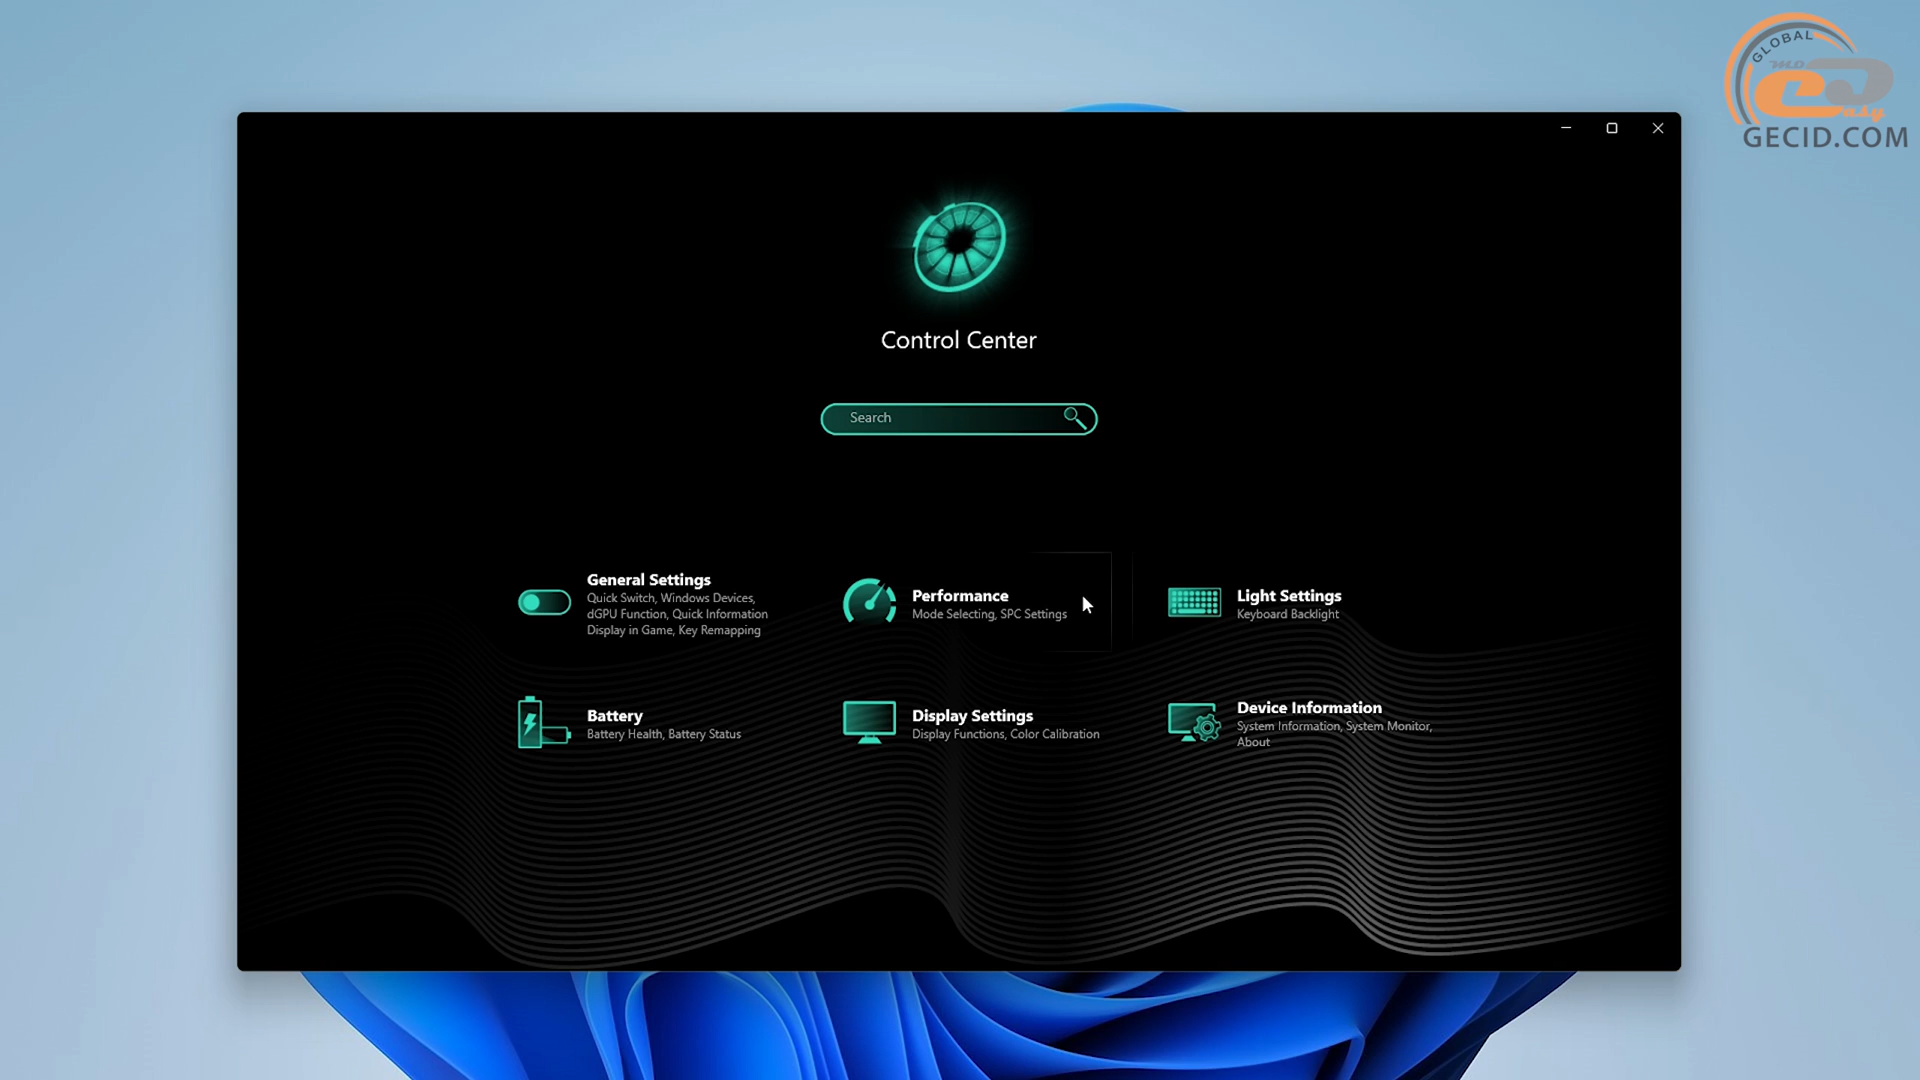 GLOBAL
GECID.COM
Control Center
Search
General Settings
Quick Switch, Windows Devices,
dGPU Function, Quick Information
Display in Game, Key Remapping
Performance
Mode Selecting, SPC Settings
Light Settings
Keyboard Backlight
Battery
Battery Health, Battery Status
Display Settings
Display Functions, Color Calibration
Device Information
System Information, System Monitor,
About